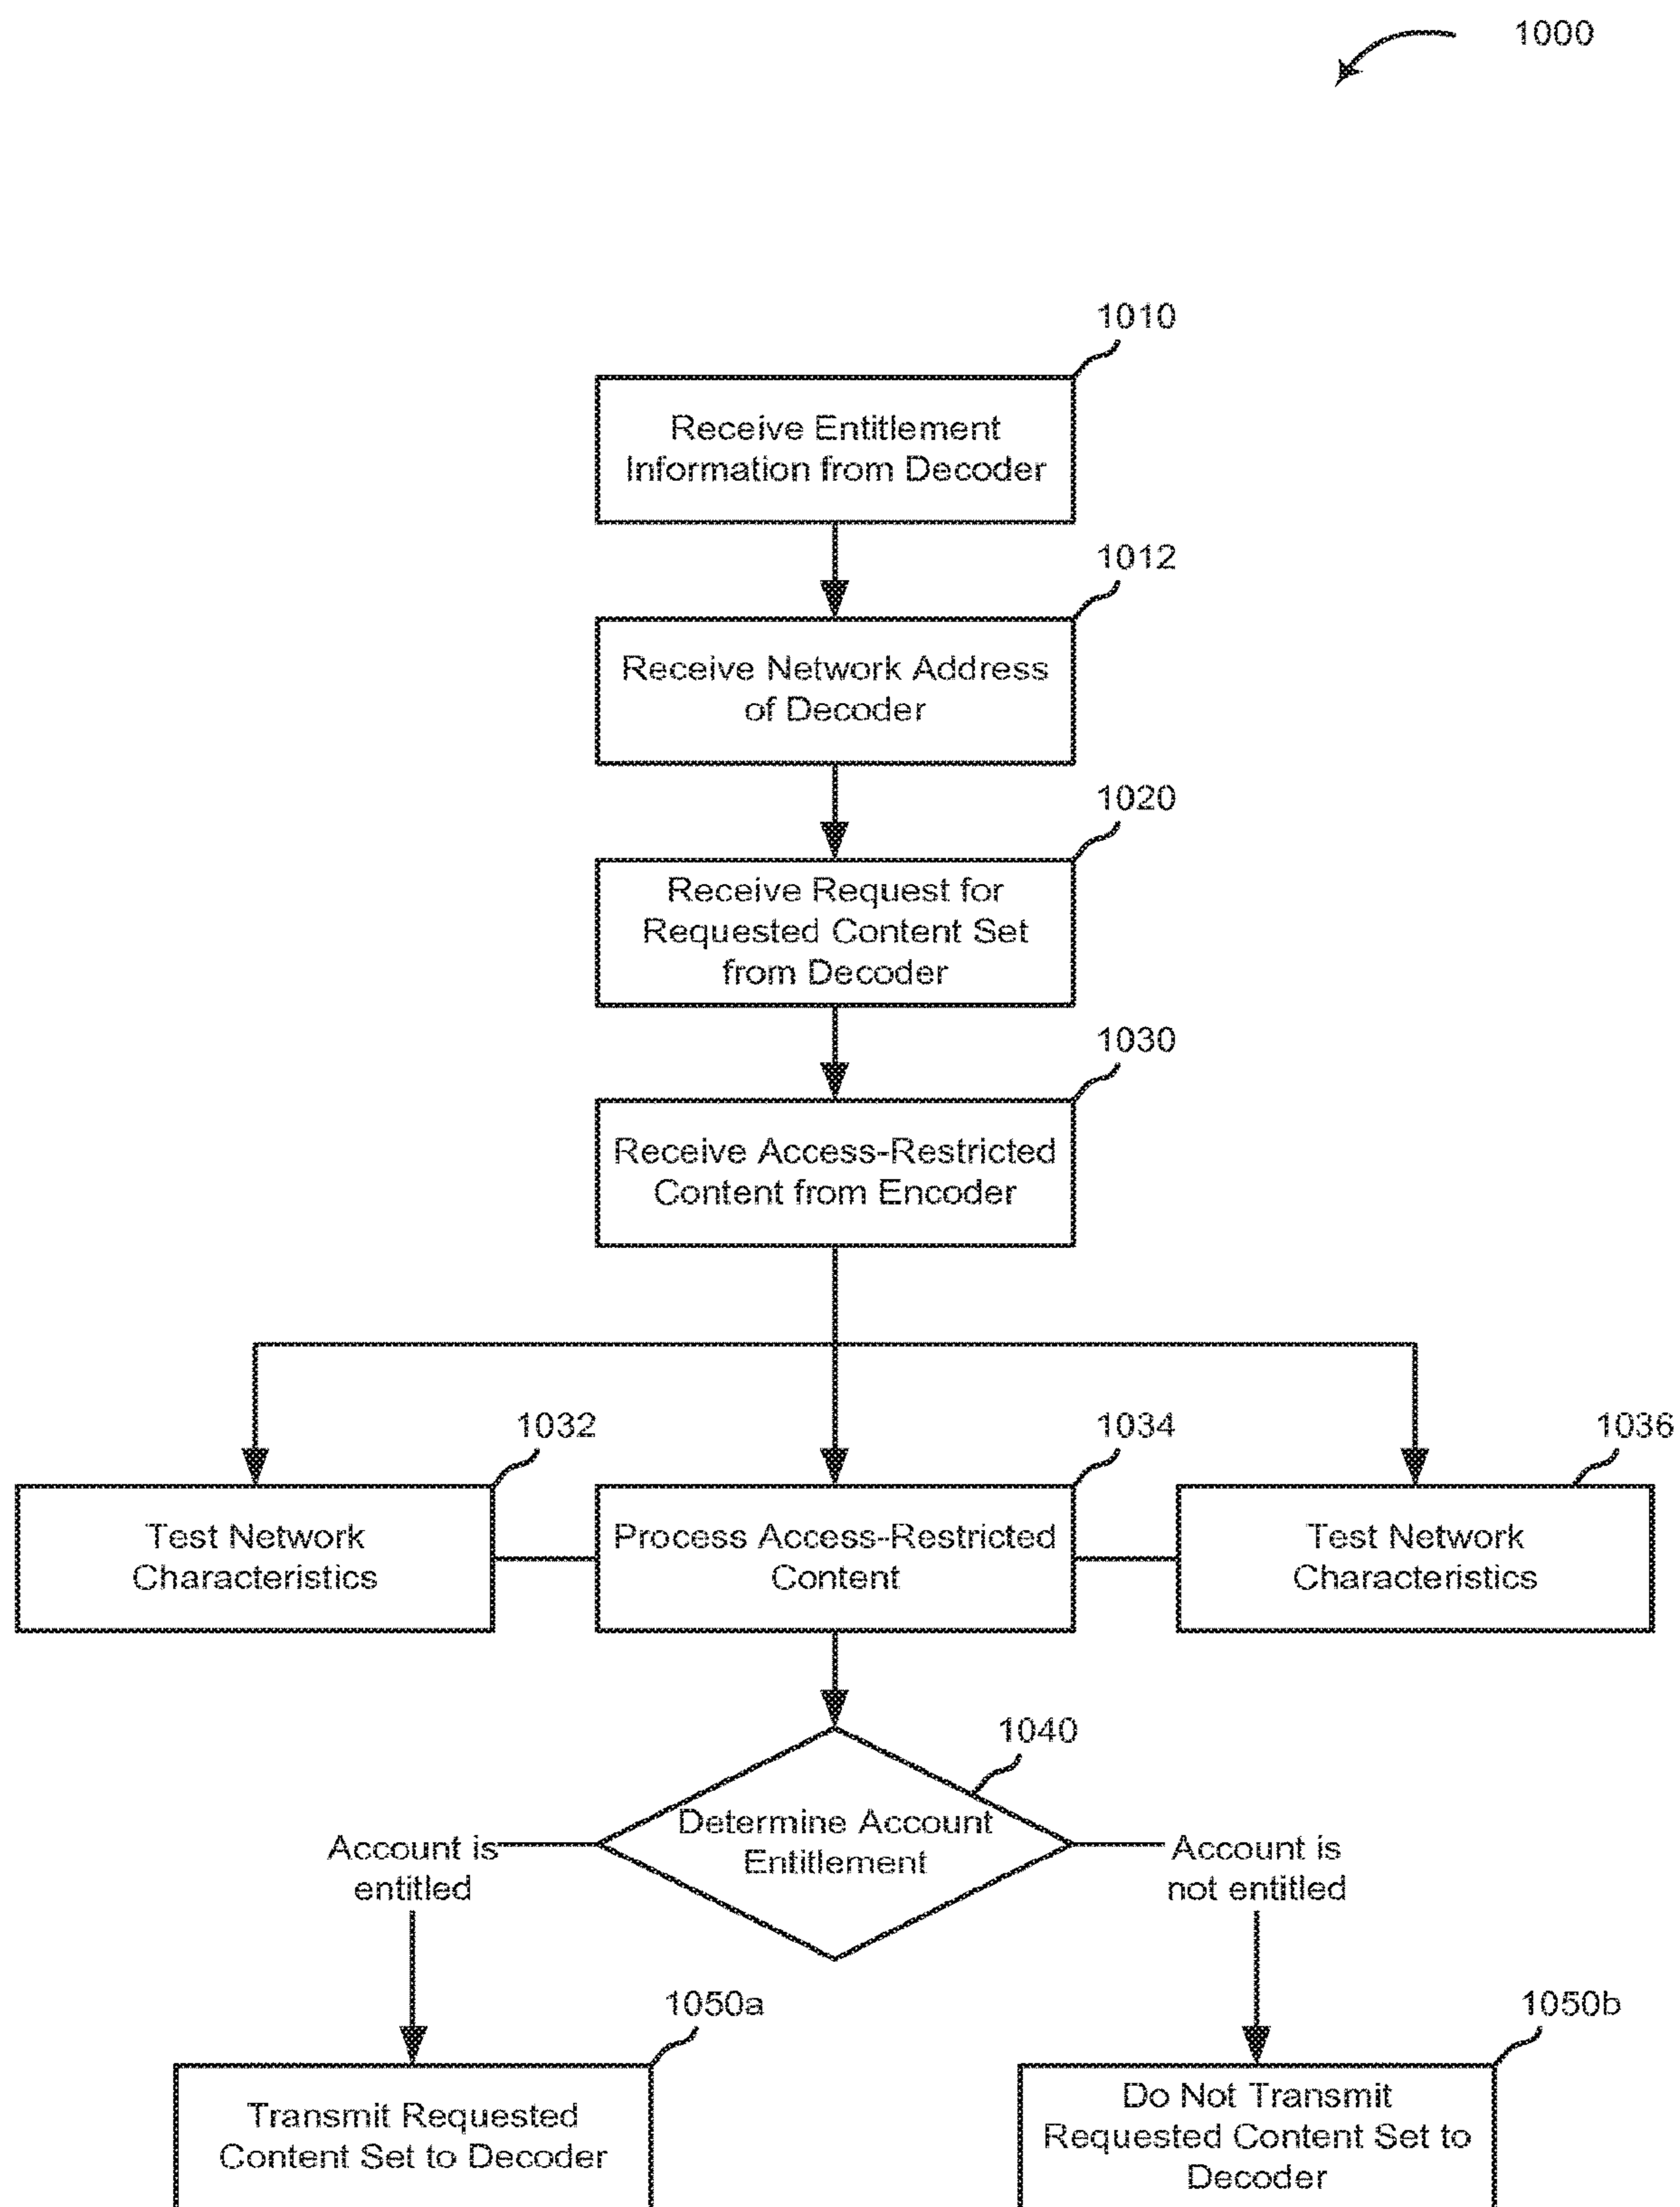 1000
1010
Receive Entitlement
Information from Decoder
1012
Receive Network Address
of Decoder
1020
Receive Request for
Requested Content Set
from Decoder
1030
Receive Access-Restricted
Content from Encoder
1032
1034
1036
Test Network
Characteristics
Process Access-Restricted
Content
Test Network
Characteristics
1040
Determine Account
Entitlement
Account is
entitled
Account is
not entitled
1050a
1050b
Transmit Requested
Content Set to Decoder
Do Not Transmit
Requested Content Set to
Decoder